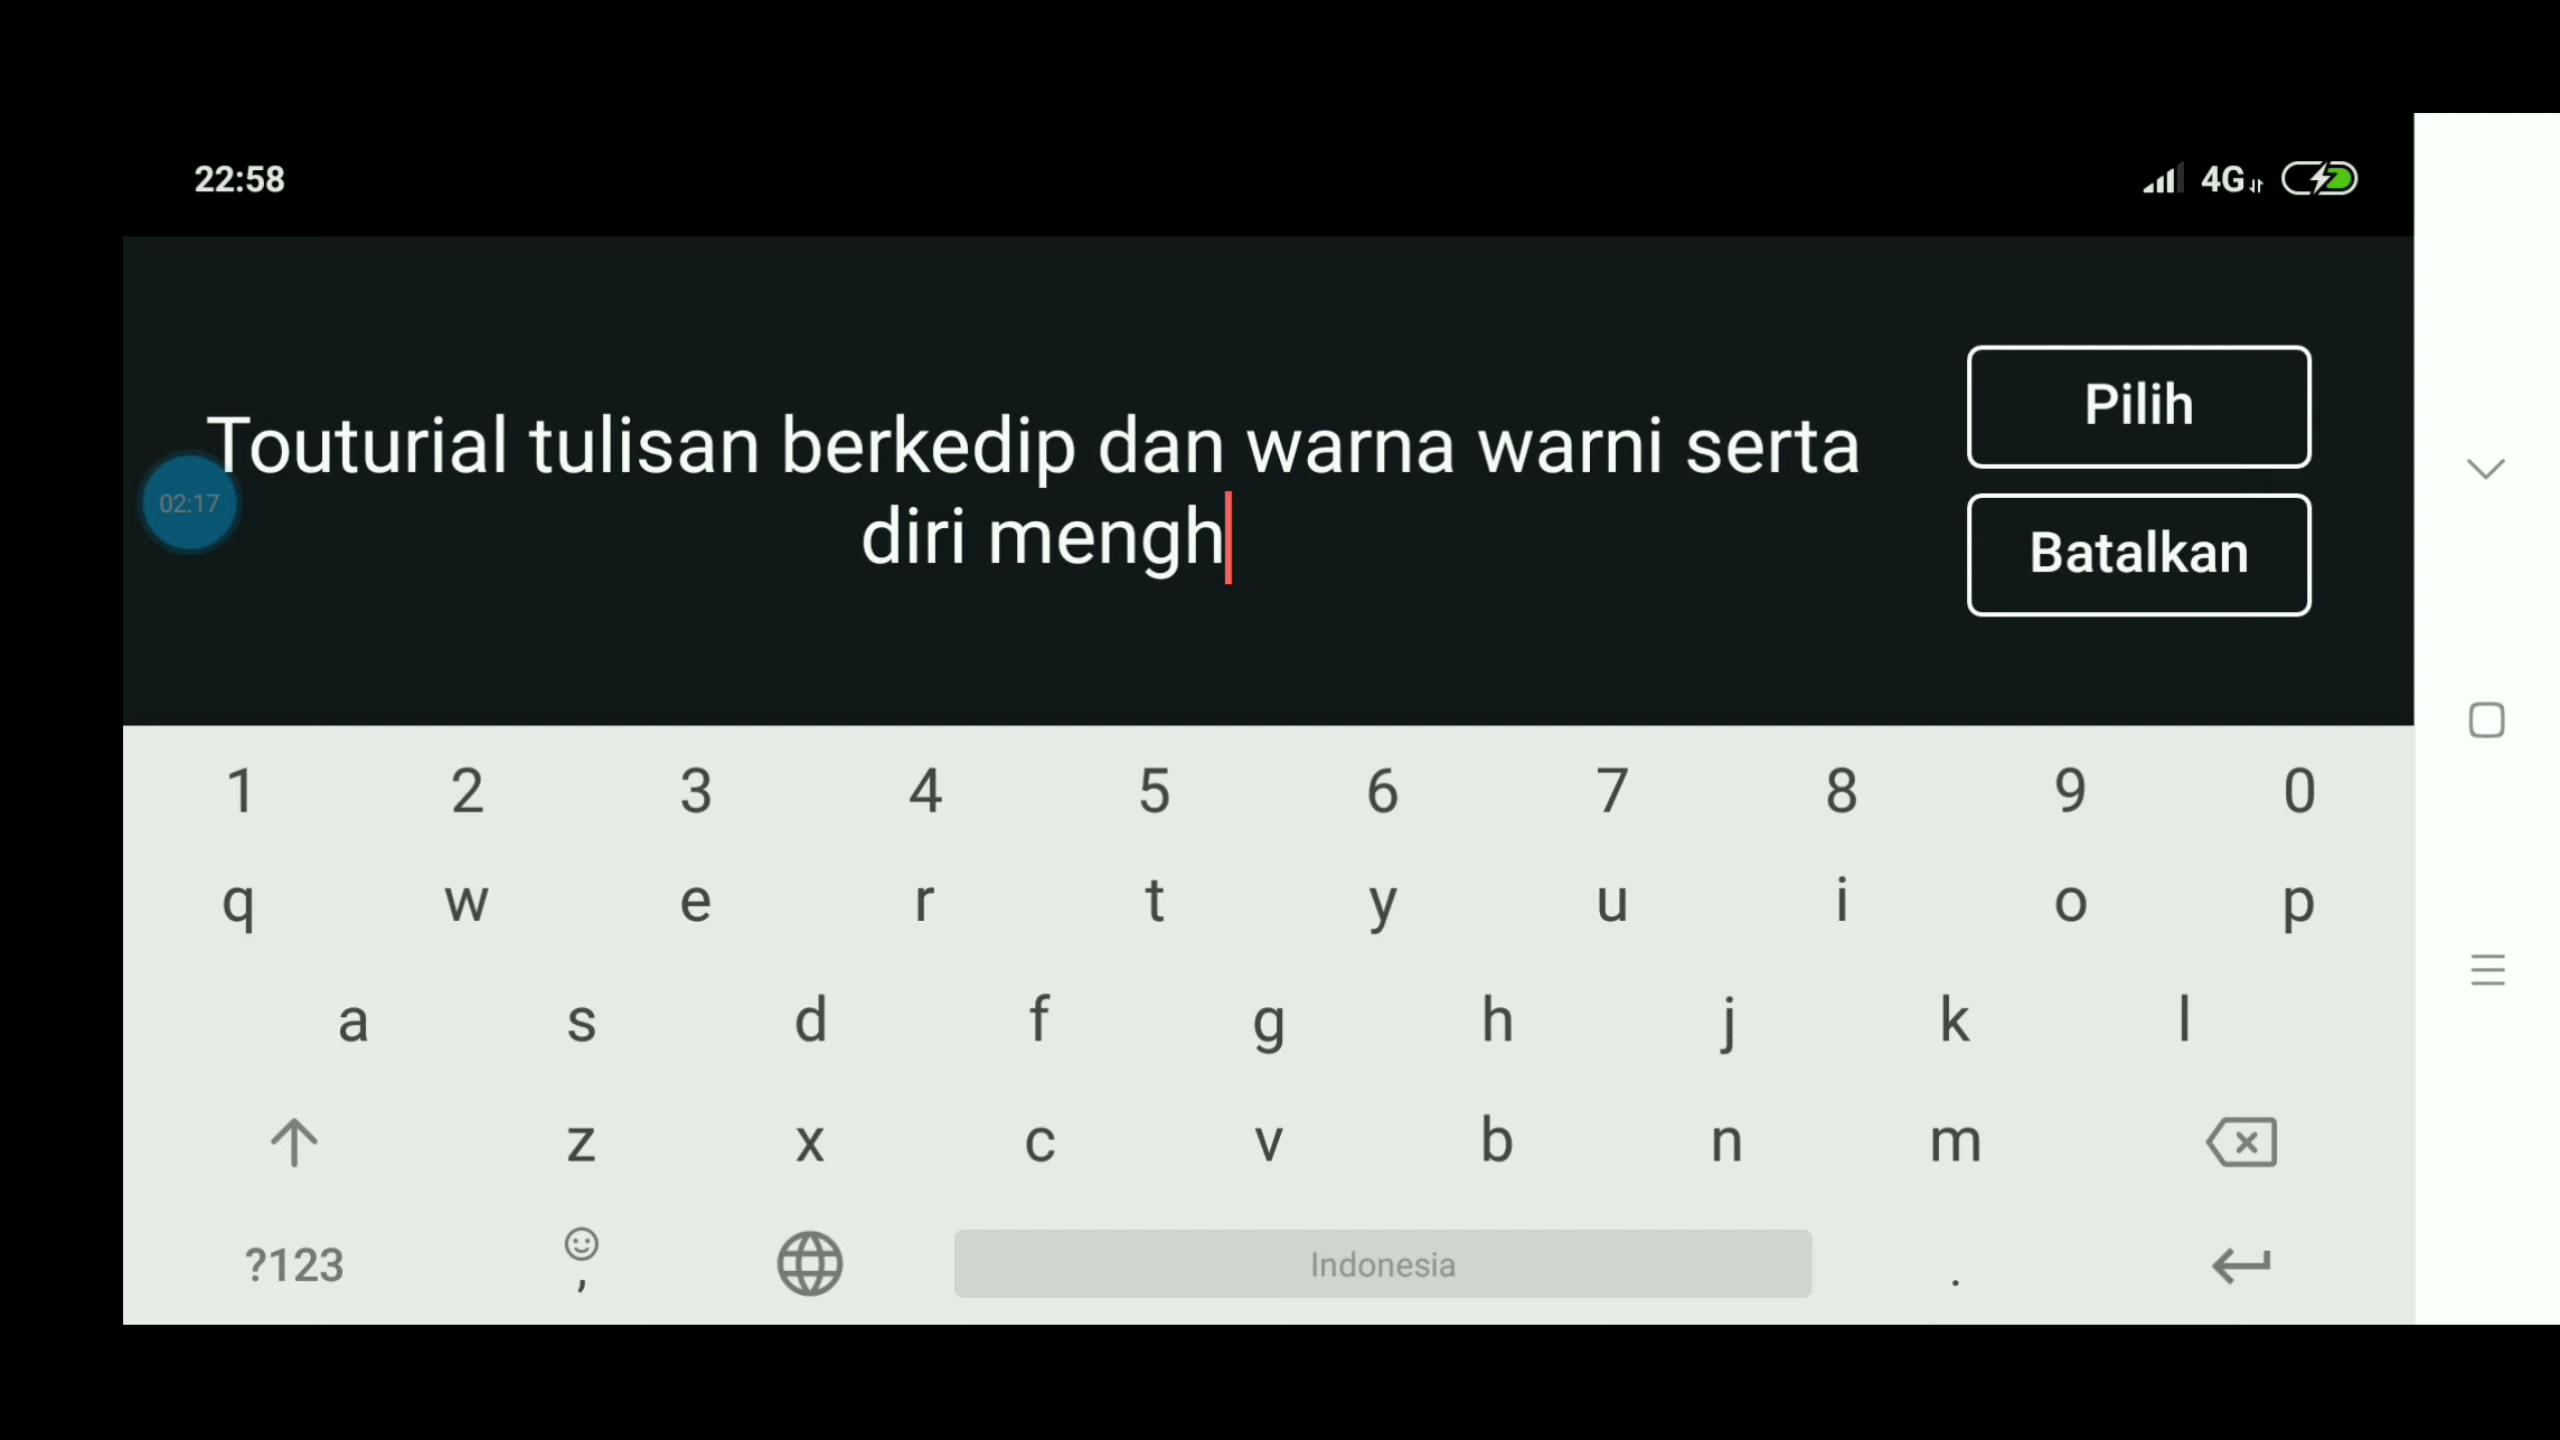 22:58
4G
Pilih
Touturial tulisan berkedip dan warna warni serta
diri mengh
02:17
Batalkan
1 2 3 4 5 6 7 8 9 0
q w e r t y u i o p
a s d f g h j k l
z x c v b n m
?123 , Indonesia .